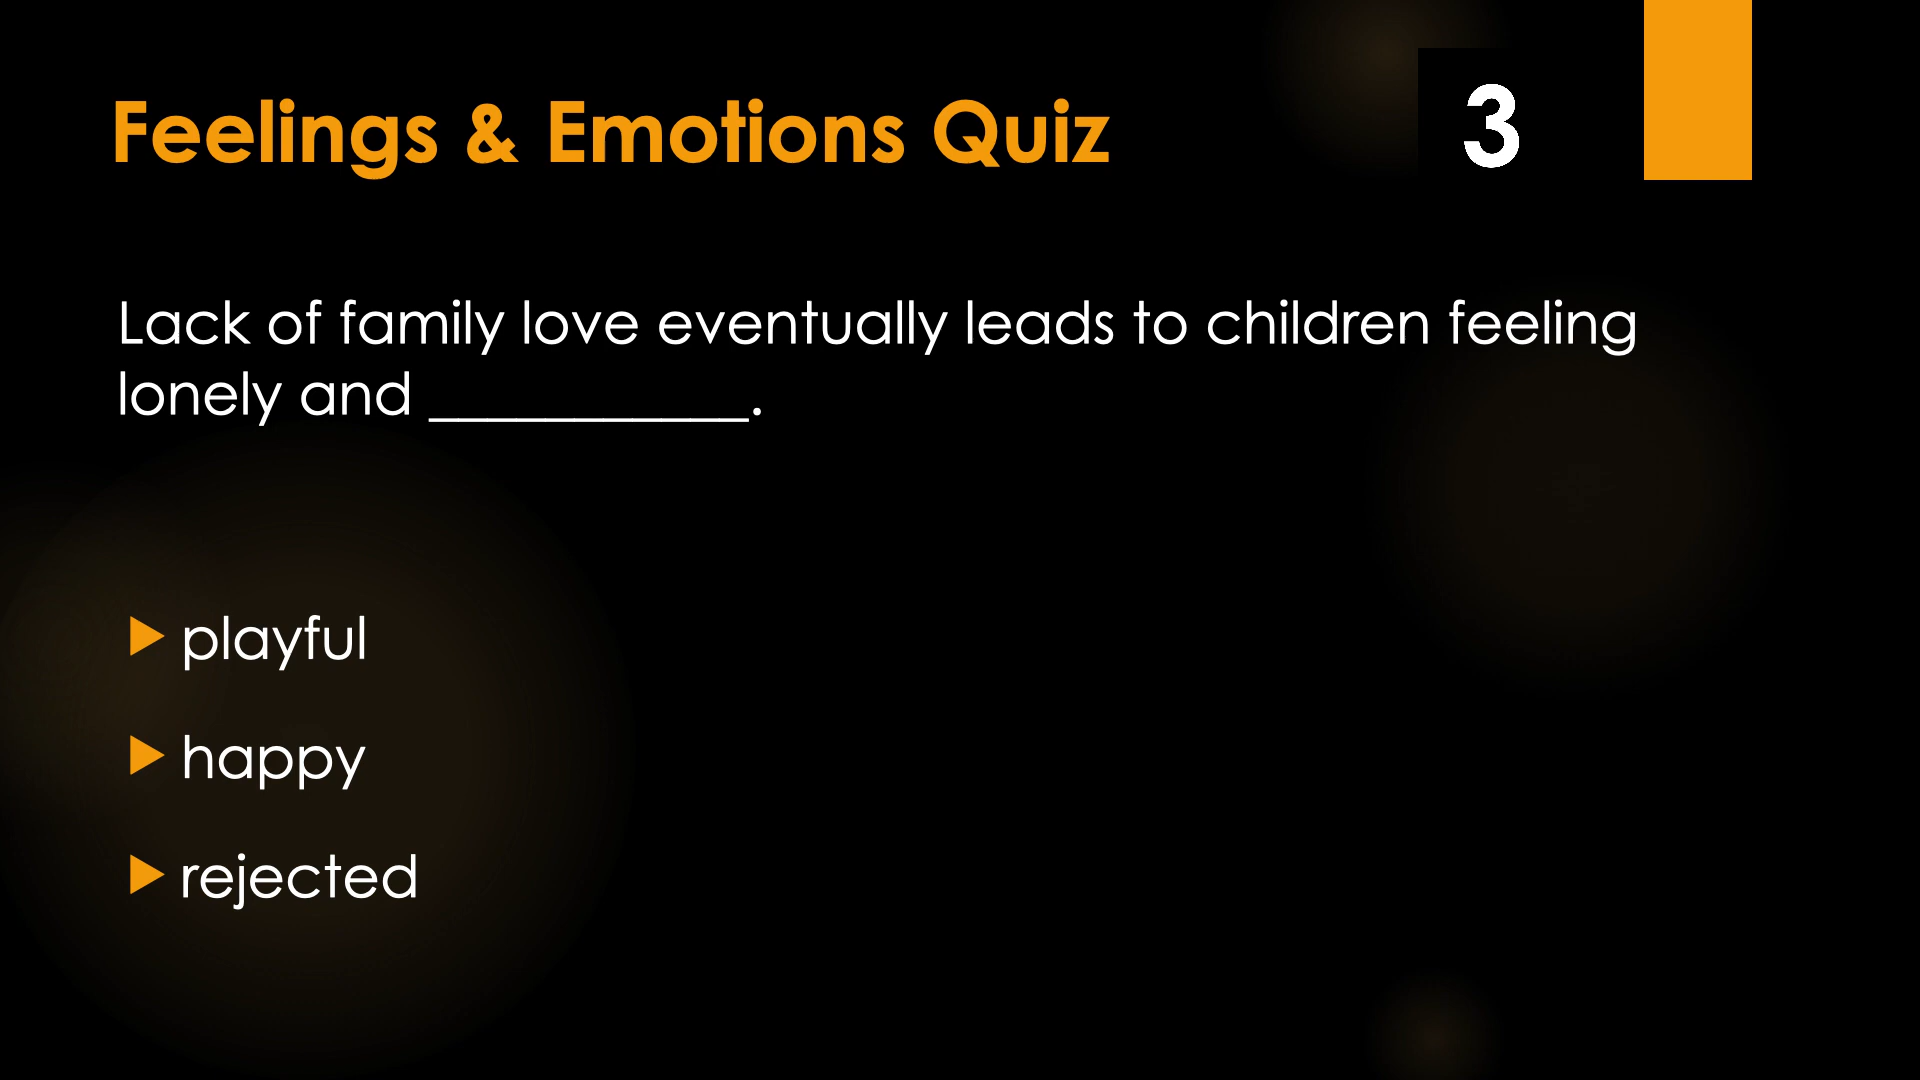 Feelings & Emotions Quiz
3
Lack of family love eventually leads to children feeling
lonely and ___________.
playful
happy
rejected